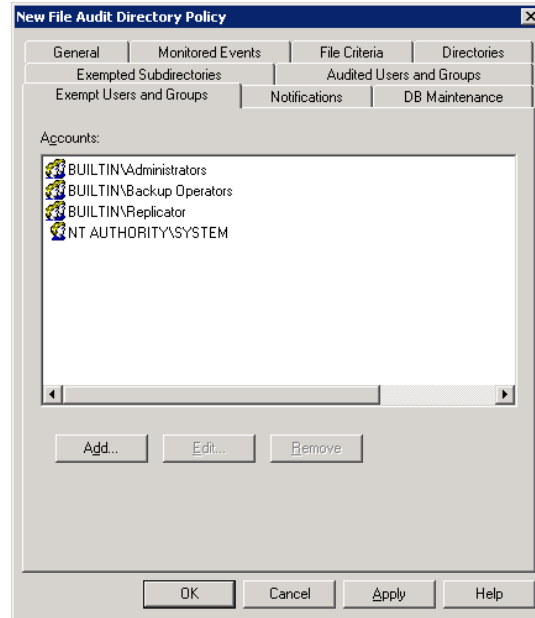 New File Audit Directory Policy
General
Monitored Events
File Criteria
Directories
Exempted Subdirectories
Audited Users and Groups
Exempt Users and Groups
Notifications
DB Maintenance
Accounts:
BUILTIN\Administrators
BUILTIN\Backup Operators
BUILTIN\Replicator
NT AUTHORITY\SYSTEM
Add...
Edit...
Remove
OK
Cancel
Apply
Help